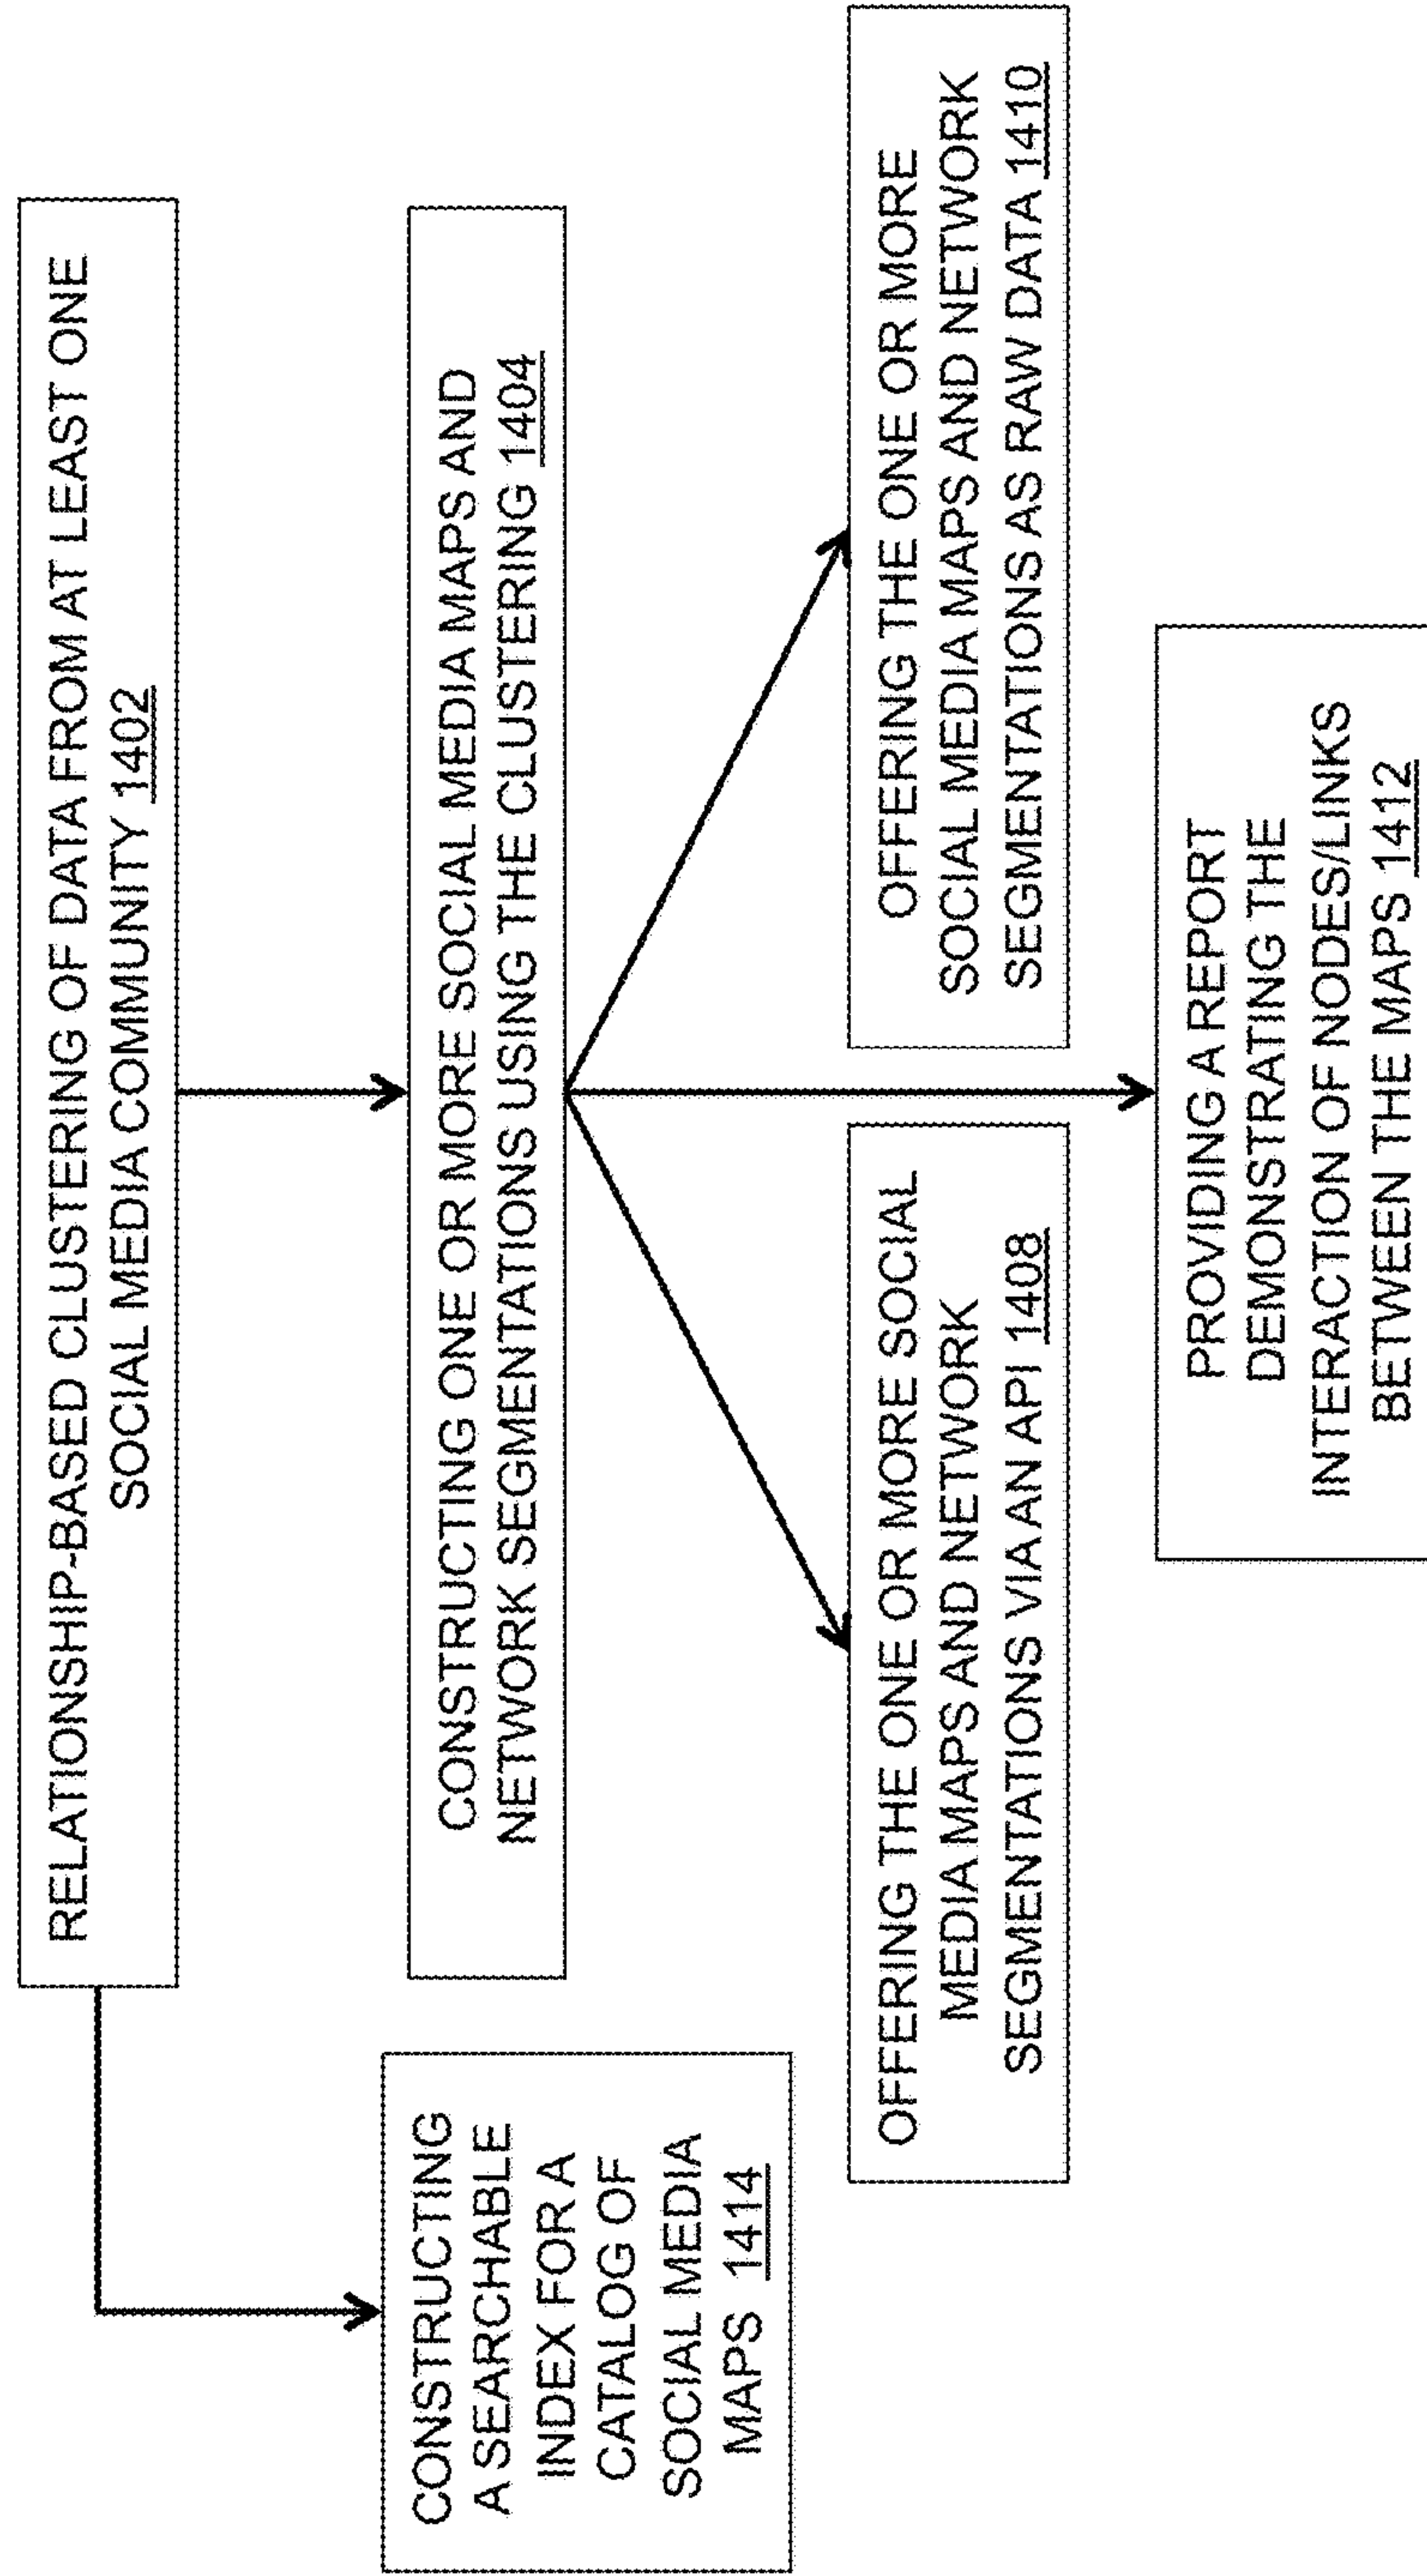 RELATIONSHIP-BASED CLUSTERING OF DATA FROM AT LEAST ONE
SOCIAL MEDIA COMMUNITY 1402
CONSTRUCTING
A SEARCHABLE
INDEX FOR A
CATALOG OF
SOCIAL MEDIA
MAPS 1414
CONSTRUCTING ONE OR MORE SOCIAL MEDIA MAPS AND
NETWORK SEGMENTATIONS USING THE CLUSTERING 1404
OFFERING THE ONE OR MORE SOCIAL
MEDIA MAPS AND NETWORK
SEGMENTATIONS VIA AN API 1408
OFFERING THE ONE OR MORE
SOCIAL MEDIA MAPS AND NETWORK
SEGMENTATIONS AS RAW DATA 1410
PROVIDING A REPORT
DEMONSTRATING THE
INTERACTION OF NODES/LINKS
BETWEEN THE MAPS 1412